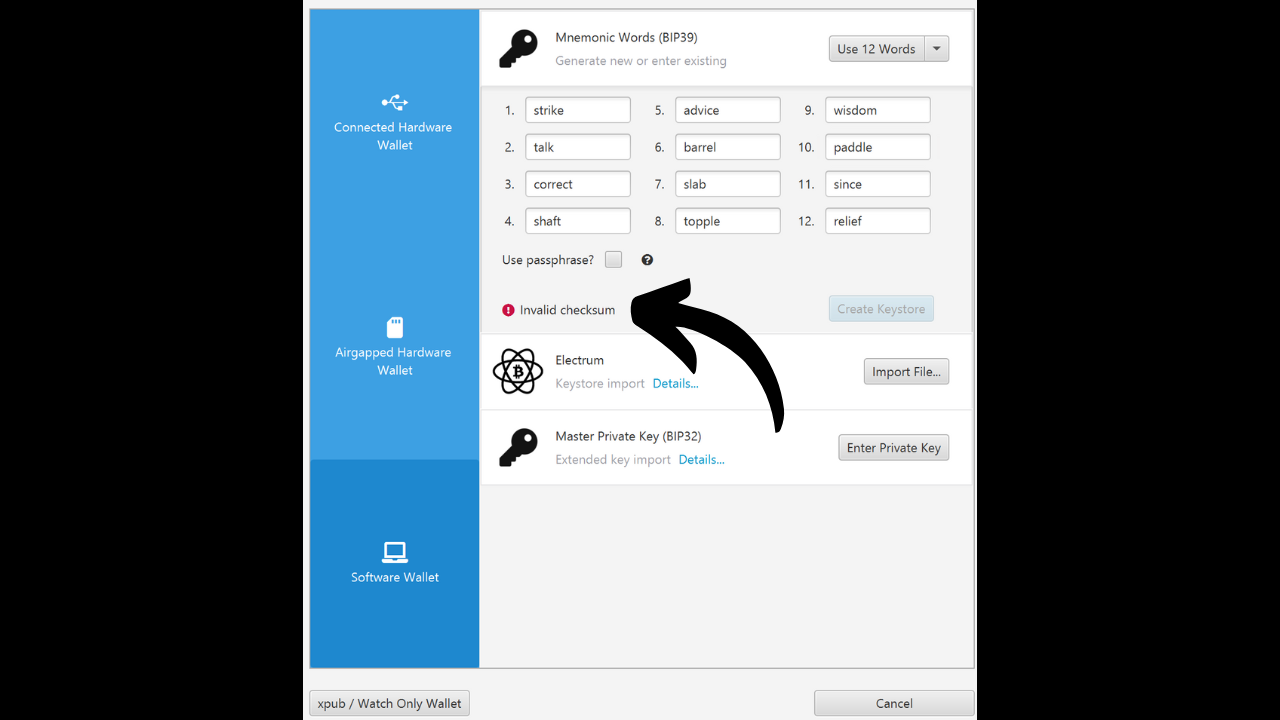 Connected Hardware
Wallet
Airgapped Hardware
Wallet
Software Wallet
Mnemonic Words (BIP39)
Generate new or enter existing
Use 12 Words
1. strike
2. talk
3. correct
4. shaft
5. advice
6. barrel
7. slab
8. topple
9. wisdom
10. paddle
11. since
12. relief
Use passphrase? ?
! Invalid checksum
Create Keystore
Electrum
Keystore import Details...
Import File...
Master Private Key (BIP32)
Extended key import Details...
Enter Private Key
xpub / Watch Only Wallet
Cancel